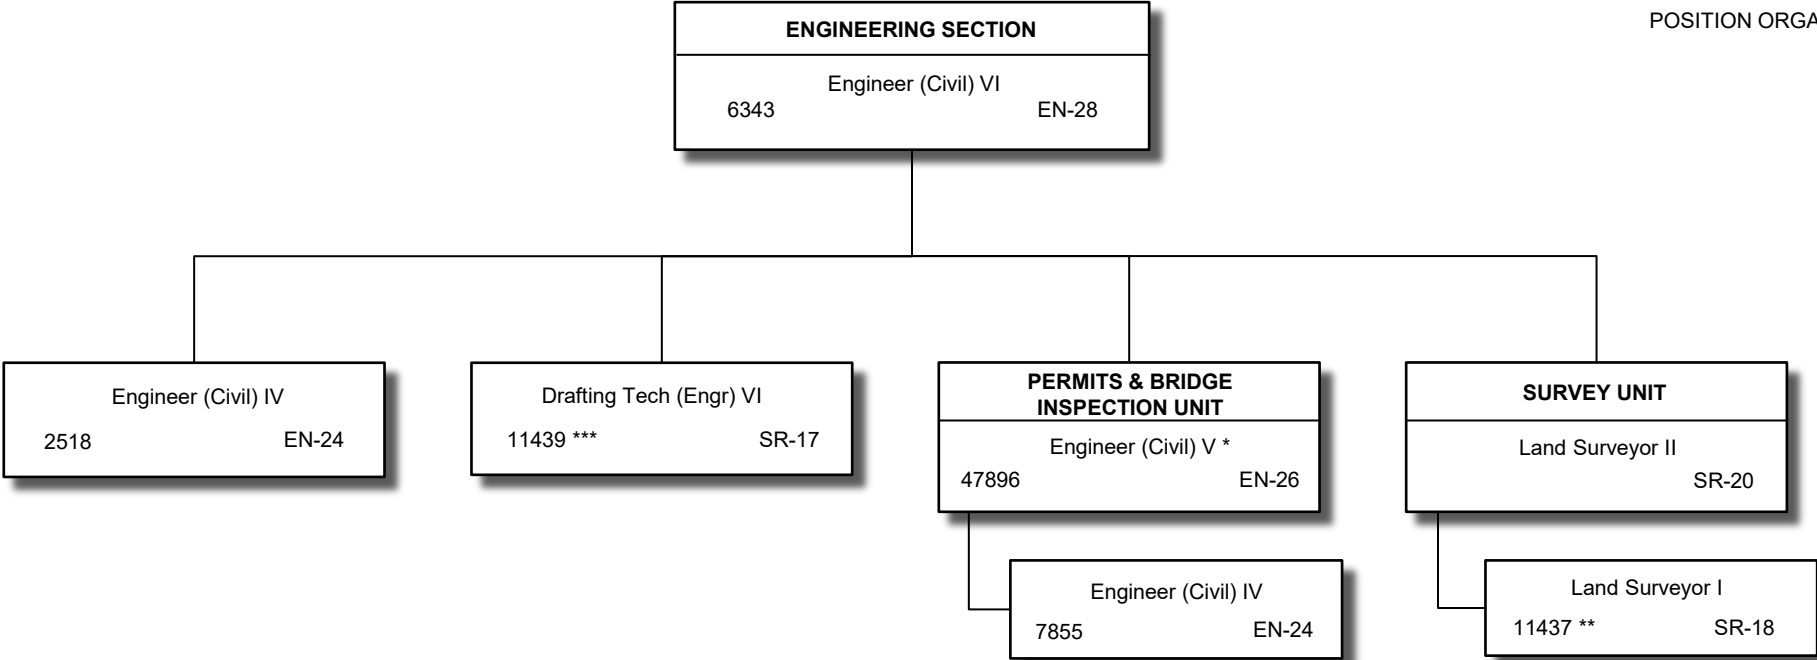 POSITION ORGA
ENGINEERING SECTION
Engineer (Civil) VI
6343 EN-28
Engineer (Civil) IV
2518 EN-24
Drafting Tech (Engr) VI
11439 *** SR-17
PERMITS & BRIDGE
INSPECTION UNIT
Engineer (Civil) V *
47896 EN-26
SURVEY UNIT
Land Surveyor II
SR-20
Engineer (Civil) IV
7855 EN-24
Land Surveyor I
11437 ** SR-18